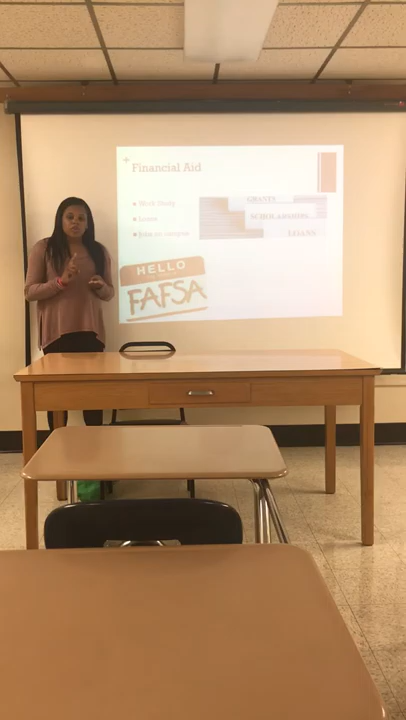 Financial Aid
Work Study
Loans
Jobs on campus
GRANTS
SCHOLARSHIPS
LOANS
HELLO
FAFSA